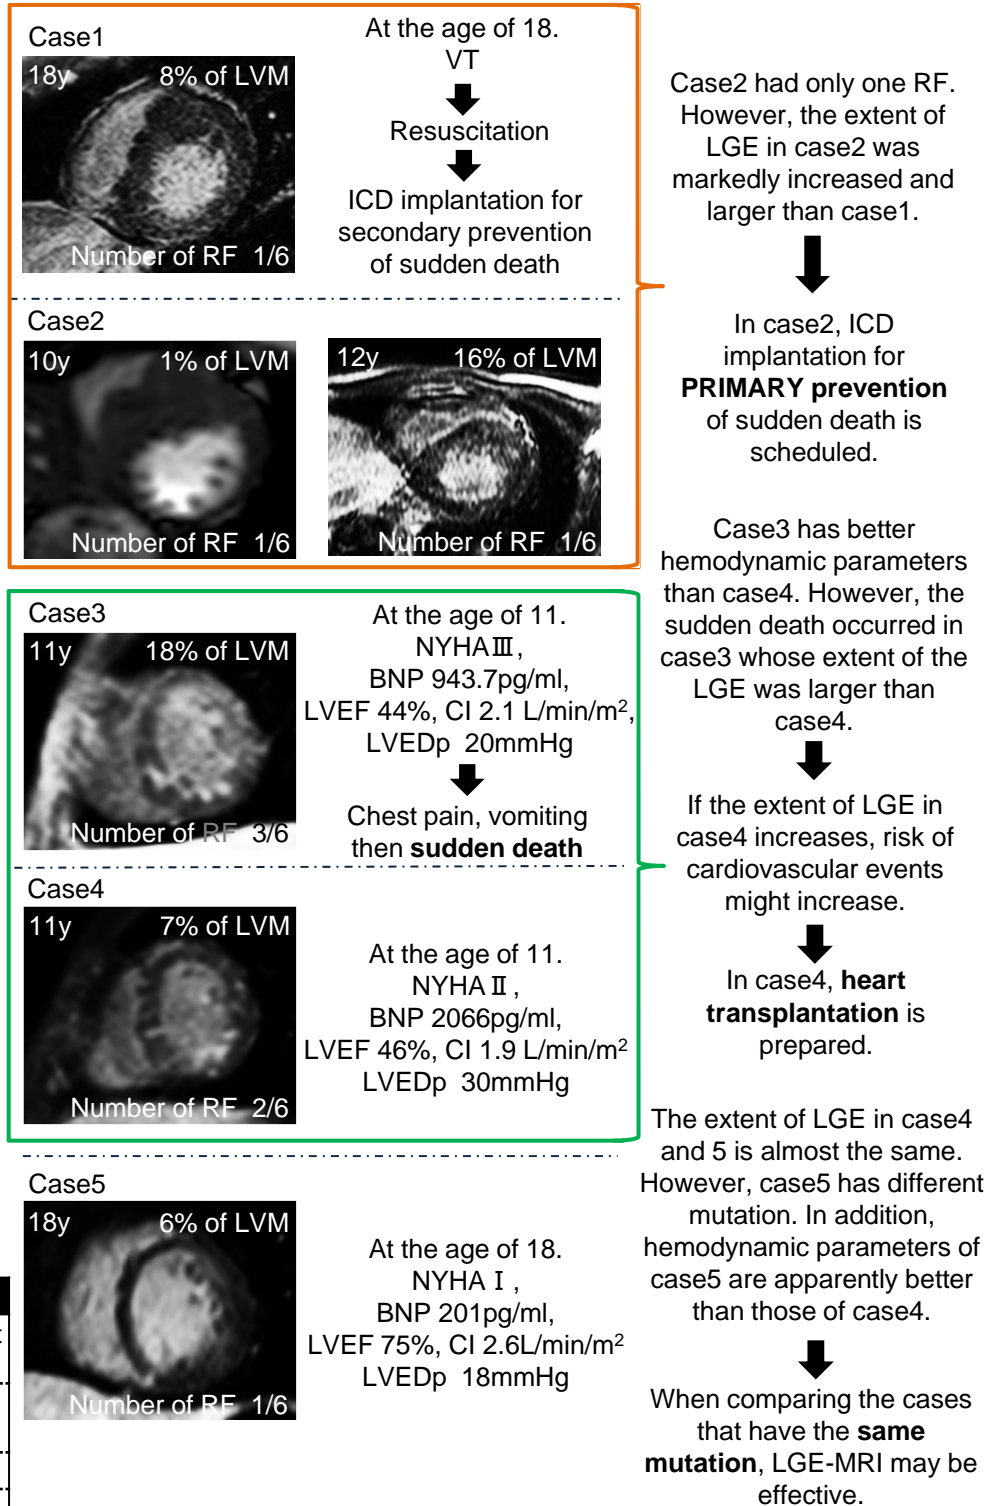 Case1
18y 8% of LVM
Number of RF 1/6
At the age of 18.
VT
Resuscitation
ICD implantation for
secondary prevention
of sudden death
Case2
10y 1% of LVM
Number of RF 1/6
12y 16% of LVM
Number of RF 1/6
Case2 had only one RF.
However, the extent of
LGE in case2 was
markedly increased and
larger than case1.
In case2, ICD
implantation for
PRIMARY prevention
of sudden death is
scheduled.
Case3
11y 18% of LVM
Number of RF 3/6
At the age of 11.
NYHAⅢ,
BNP 943.7pg/ml,
LVEF 44%, CI 2.1 L/min/m²,
LVEDp 20mmHg
Chest pain, vomiting
then sudden death
Case4
11y 7% of LVM
Number of RF 2/6
At the age of 11.
NYHAⅡ,
BNP 2066pg/ml,
LVEF 46%, CI 1.9 L/min/m²
LVEDp 30mmHg
Case3 has better
hemodynamic parameters
than case4. However, the
sudden death occurred in
case3 whose extent of the
LGE was larger than
case4.
If the extent of LGE in
case4 increases, risk of
cardiovascular events
might increase.
In case4, heart
transplantation is
prepared.
Case5
18y 6% of LVM
Number of RF 1/6
At the age of 18.
NYHAⅠ,
BNP 201pg/ml,
LVEF 75%, CI 2.6L/min/m²
LVEDp 18mmHg
The extent of LGE in case4
and 5 is almost the same.
However, case5 has different
mutation. In addition,
hemodynamic parameters of
case5 are apparently better
than those of case4.
When comparing the cases
that have the same
mutation, LGE-MRI may be
effective.